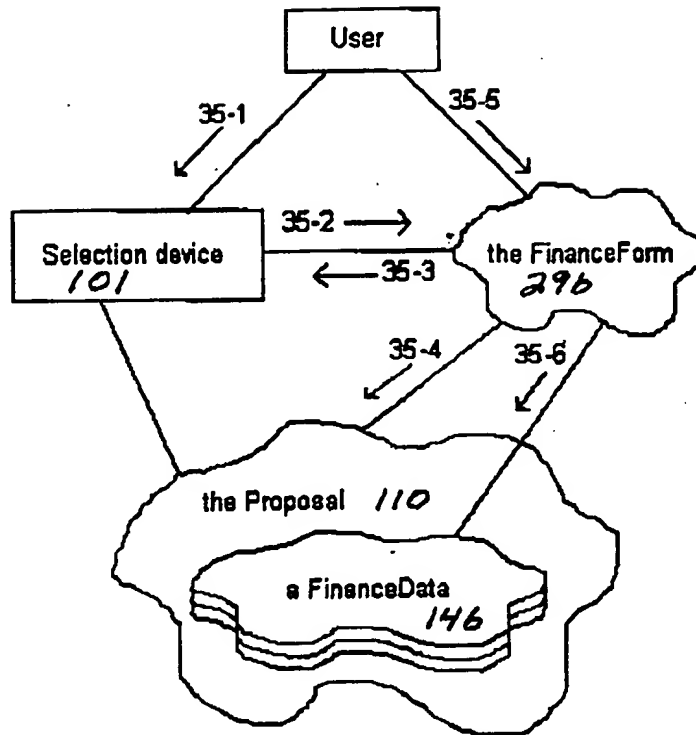 User
35-1
35-5
35-2
Selection device
101
the FinanceForm
296
35-3
35-4
35-6
the Proposal 110
a FinanceData
146